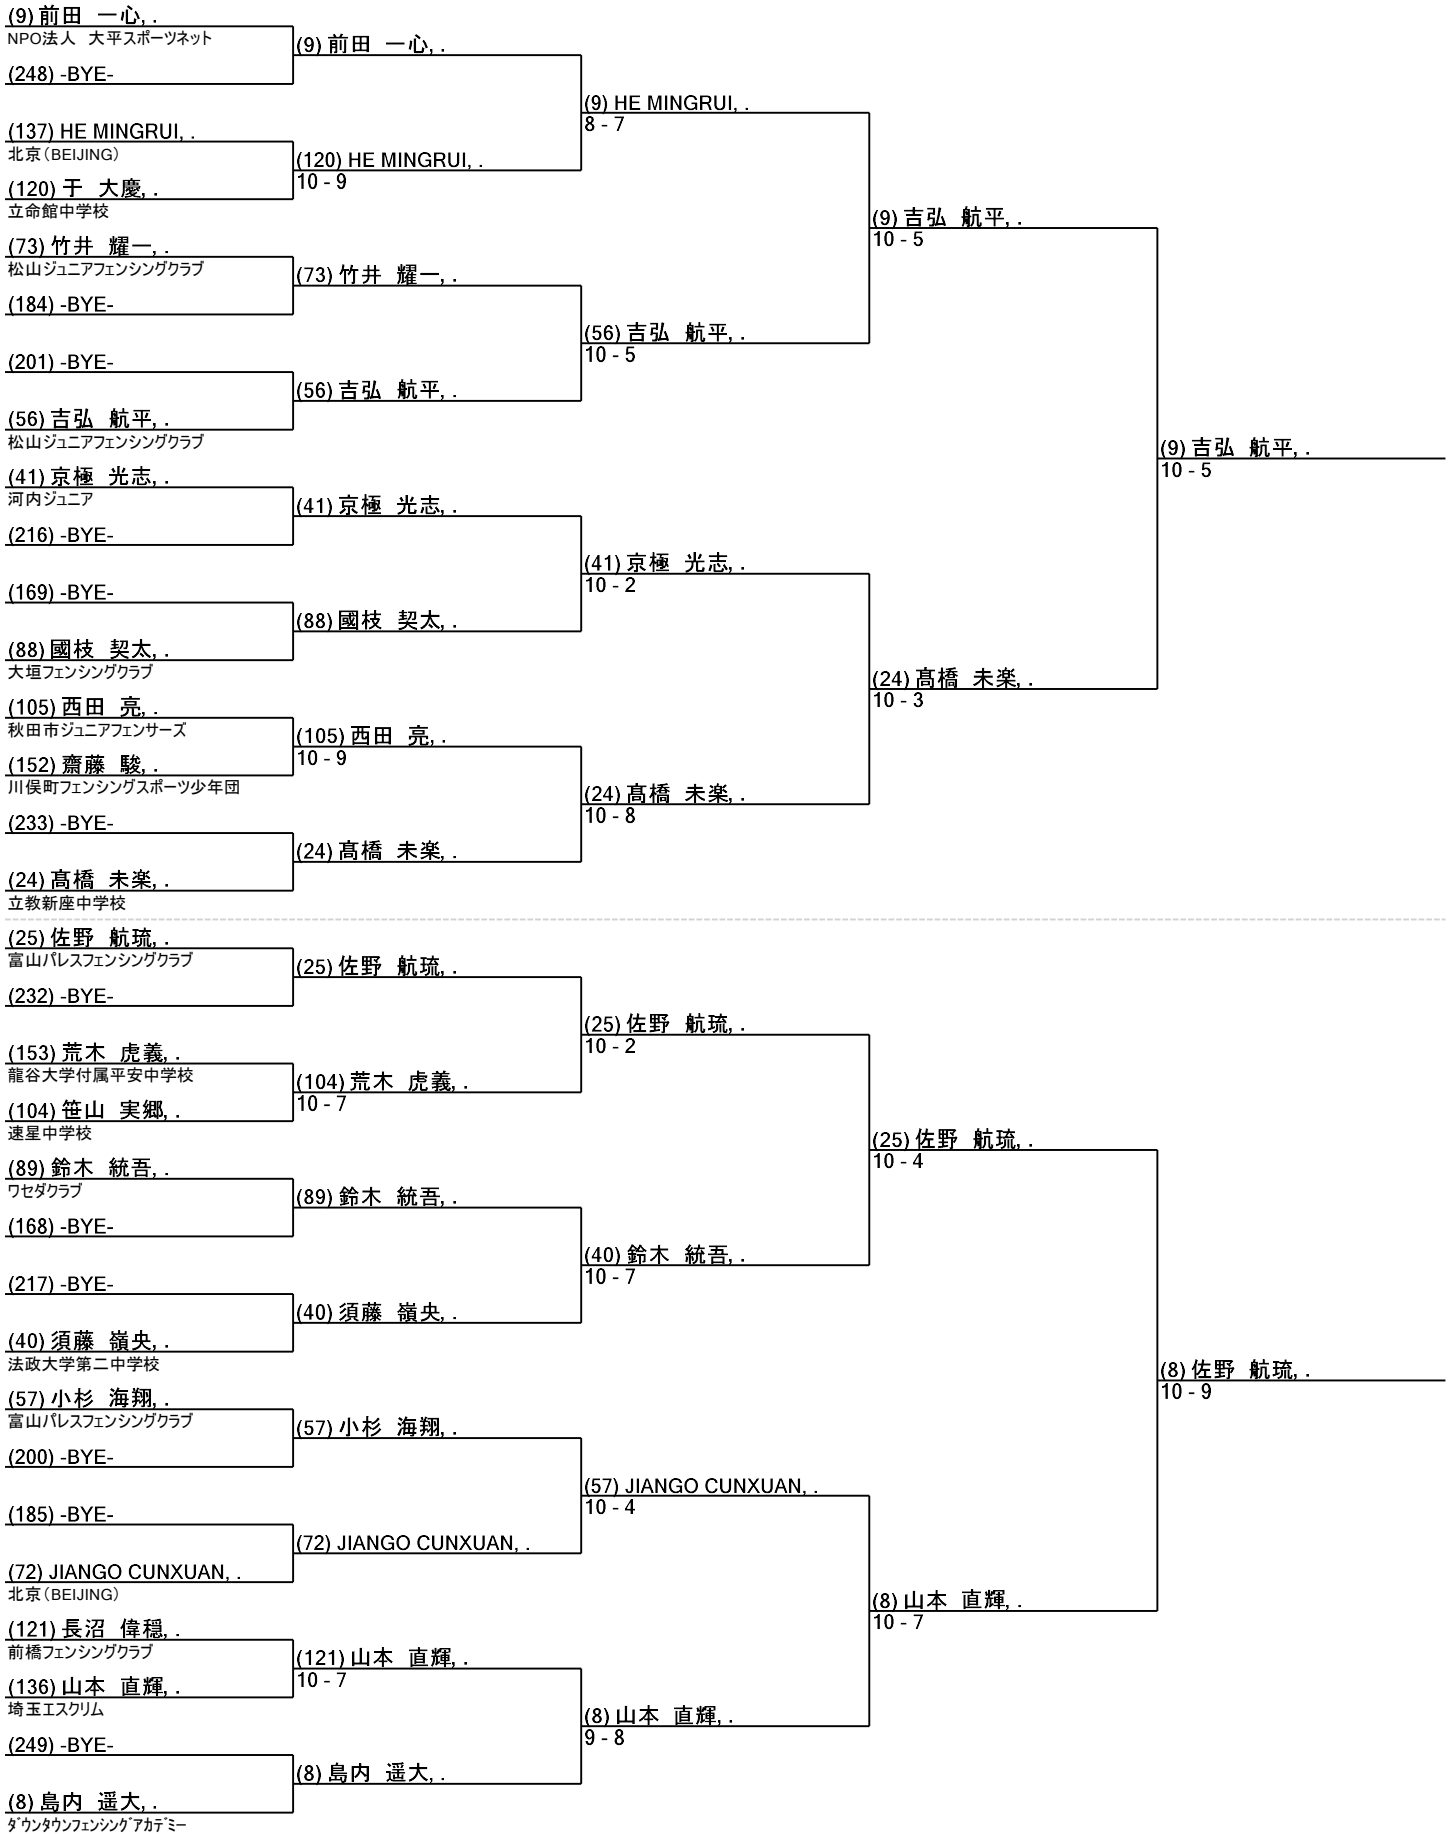 (9) 前田　一心, .
NPO法人　大平スポーツネット
(248) -BYE-
(137) HE MINGRUI, .
北京（BEIJING）
(120) 于　大慶, .
立命館中学校
(73) 竹井　耀一, .
松山ジュニアフェンシングクラブ
(184) -BYE-
(201) -BYE-
(56) 吉弘　航平, .
松山ジュニアフェンシングクラブ
(41) 京極　光志, .
河内ジュニア
(216) -BYE-
(169) -BYE-
(88) 國枝　契太, .
大垣フェンシングクラブ
(105) 西田　亮, .
秋田市ジュニアフェンサーズ
(152) 齋藤　駿, .
川俣町フェンシングスポーツ少年団
(233) -BYE-
(24) 髙橋　未楽, .
立教新座中学校
(25) 佐野　航琉, .
富山パレスフェンシングクラブ
(232) -BYE-
(153) 荒木　虎義, .
龍谷大学付属平安中学校
(104) 笹山　実郷, .
速星中学校
(89) 鈴木　統吾, .
ワセダクラブ
(168) -BYE-
(217) -BYE-
(40) 須藤　嶺央, .
法政大学第二中学校
(57) 小杉　海翔, .
富山パレスフェンシングクラブ
(200) -BYE-
(185) -BYE-
(72) JIANGO CUNXUAN, .
北京（BEIJING）
(121) 長沼　偉穏, .
前橋フェンシングクラブ
(136) 山本　直輝, .
埼玉エスクリム
(249) -BYE-
(8) 島内　遥大, .
ﾀﾞｳﾝﾀｳﾝﾌｪﾝｼﾝｸﾞｱｶﾃﾞﾐｰ
(9) 前田　一心, .
(120) HE MINGRUI, .
10 - 9
(73) 竹井　耀一, .
(56) 吉弘　航平, .
(41) 京極　光志, .
(88) 國枝　契太, .
(105) 西田　亮, .
10 - 9
(24) 髙橋　未楽, .
(25) 佐野　航琉, .
(104) 荒木　虎義, .
10 - 7
(89) 鈴木　統吾, .
(40) 須藤　嶺央, .
(57) 小杉　海翔, .
(72) JIANGO CUNXUAN, .
(121) 山本　直輝, .
10 - 7
(8) 島内　遥大, .
(9) HE MINGRUI, .
8 - 7
(56) 吉弘　航平, .
10 - 5
(41) 京極　光志, .
10 - 2
(24) 髙橋　未楽, .
10 - 8
(25) 佐野　航琉, .
10 - 2
(40) 鈴木　統吾, .
10 - 7
(57) JIANGO CUNXUAN, .
10 - 4
(8) 山本　直輝, .
9 - 8
(9) 吉弘　航平, .
10 - 5
(24) 髙橋　未楽, .
10 - 3
(25) 佐野　航琉, .
10 - 4
(8) 山本　直輝, .
10 - 7
(9) 吉弘　航平, .
10 - 5
(8) 佐野　航琉, .
10 - 9